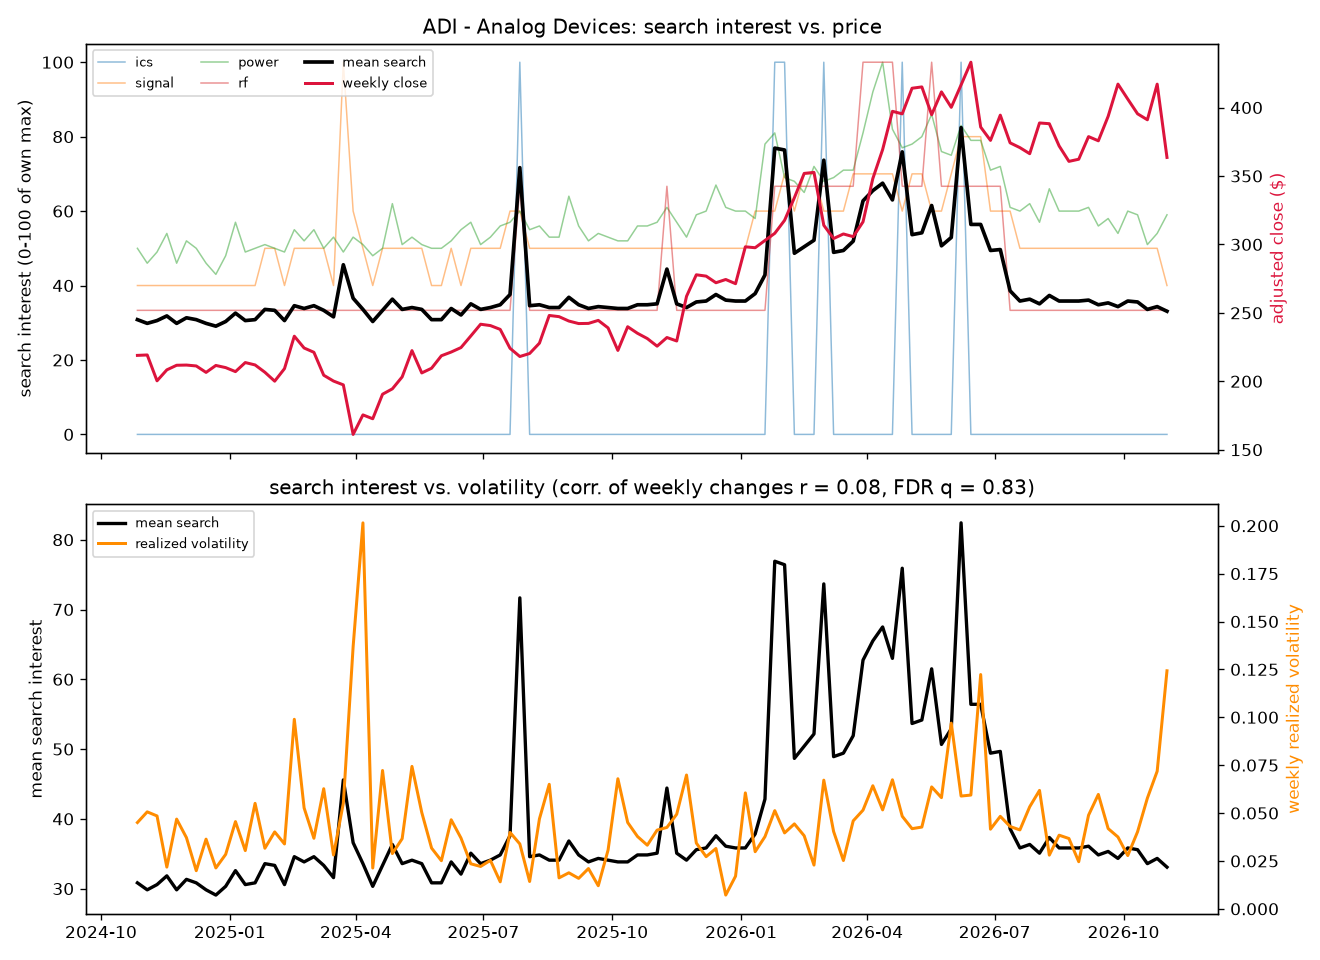 ADI - Analog Devices: search interest vs. price
ics
signal
power
rf
mean search
weekly close
search interest (0-100 of own max)
100
80
60
40
20
0
adjusted close ($)
400
350
300
250
200
150
search interest vs. volatility (corr. of weekly changes r = 0.08, FDR q = 0.83)
mean search
realized volatility
mean search interest
80
70
60
50
40
30
weekly realized volatility
0.200
0.175
0.150
0.125
0.100
0.075
0.050
0.025
0.000
2024-10
2025-01
2025-04
2025-07
2025-10
2026-01
2026-04
2026-07
2026-10